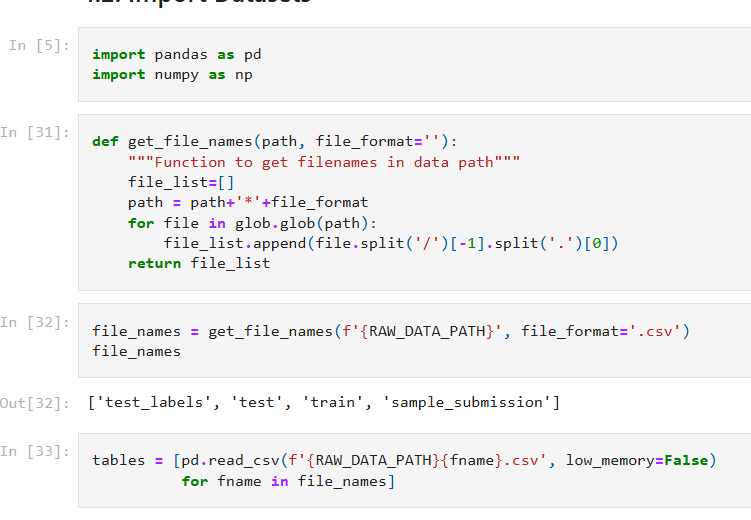 4.2. Import Datasets
In [5]:
import pandas as pd
import numpy as np
In [31]:
def get_file_names(path, file_format=''):
    """Function to get filenames in data path"""
    file_list=[]
    path = path+'*'+file_format
    for file in glob.glob(path):
        file_list.append(file.split('/')[-1].split('.')[0])
    return file_list
In [32]:
file_names = get_file_names(f'{RAW_DATA_PATH}', file_format='.csv')
file_names
Out[32]: ['test_labels', 'test', 'train', 'sample_submission']
In [33]:
tables = [pd.read_csv(f'{RAW_DATA_PATH}{fname}.csv', low_memory=False)
          for fname in file_names]